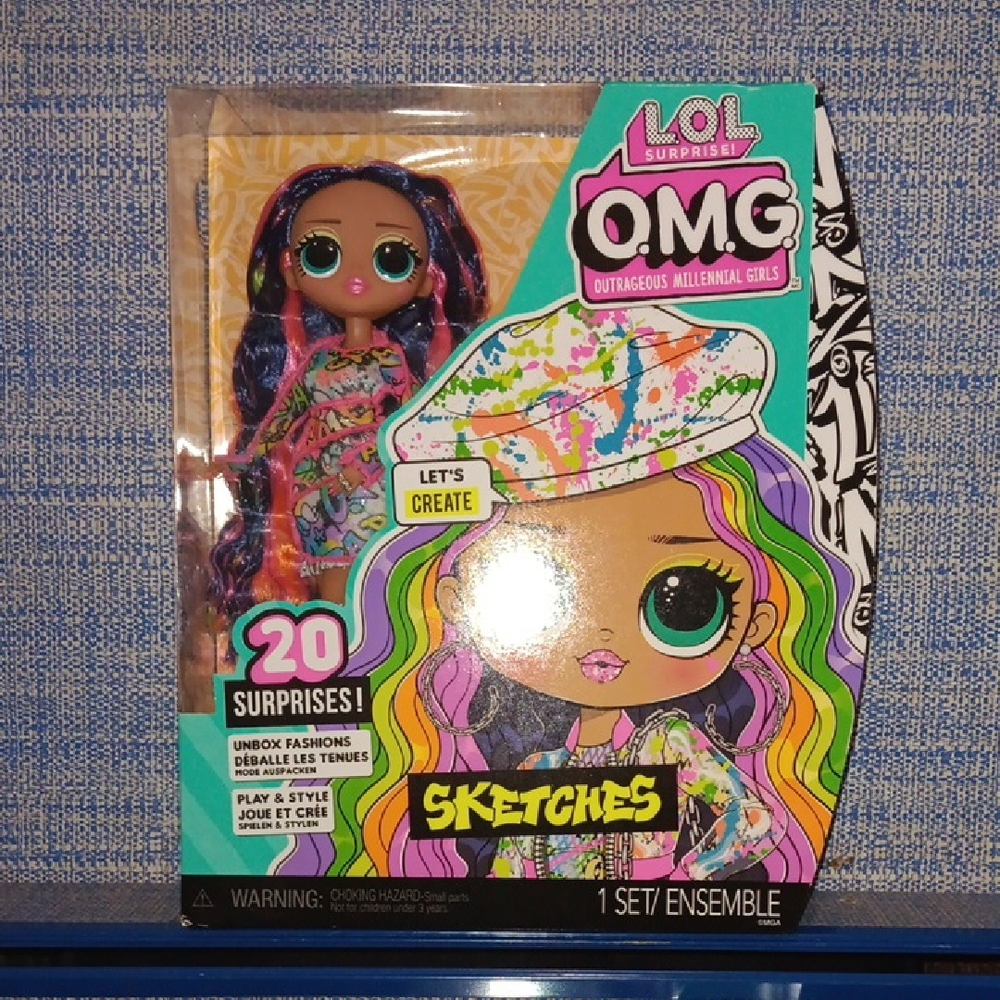 LOL
SURPRISE!
O.M.G.
OUTRAGEOUS MILLENNIAL GIRLS
LET'S
CREATE
20
SURPRISES!
UNBOX FASHIONS
DÉBALLE LES TENUES
MODE AUSPACKEN
PLAY & STYLE
JOUE ET CRÉE
SPIELEN & STYLEN
SKETCHES
WARNING: CHOKING HAZARD-Small parts
Not for children under 3 years.
1 SET/ ENSEMBLE
©MGA